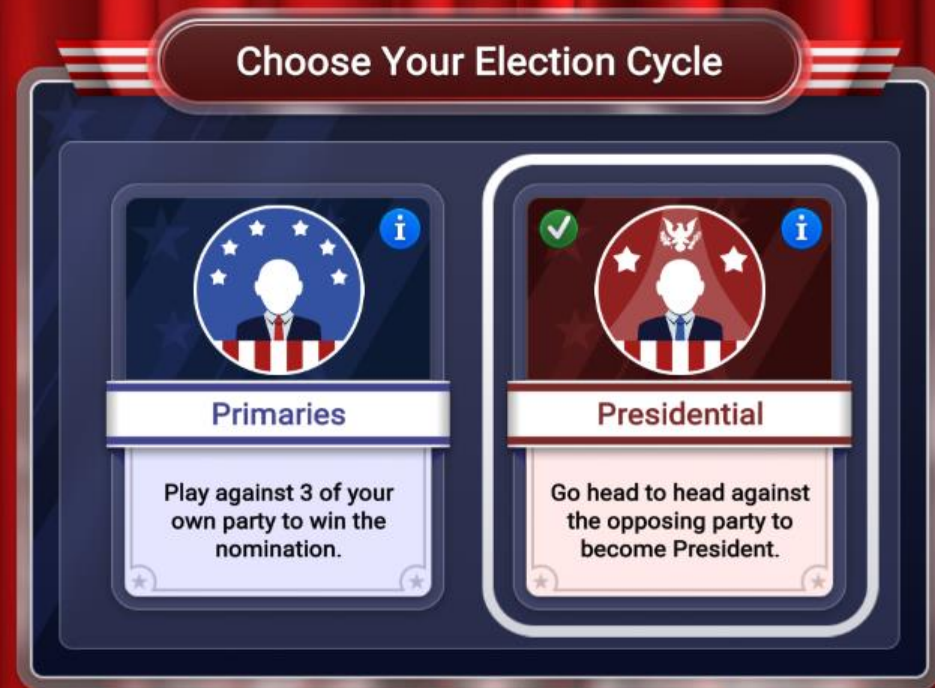 Choose Your Election Cycle
Primaries
Play against 3 of your
own party to win the
nomination.
Presidential
Go head to head against
the opposing party to
become President.